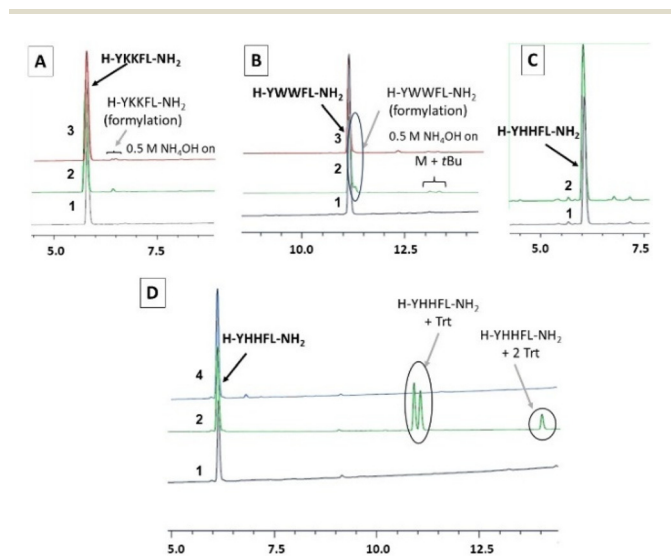 A
H-YKKFL-NH2
H-YKKFL-NH2
(formylation)
3
0.5 M NH4OH on
2
1
5.0 7.5
B
H-YWWFL-NH2
H-YWWFL-NH2
(formylation)
3
0.5 M NH4OH on
2
M + tBu
1
10.0 12.5
C
H-YHHFL-NH2
2
1
5.0 7.5
D
H-YHHFL-NH2
H-YHHFL-NH2
+ Trt
H-YHHFL-NH2
+ 2 Trt
4
2
1
5.0 7.5 10.0 12.5